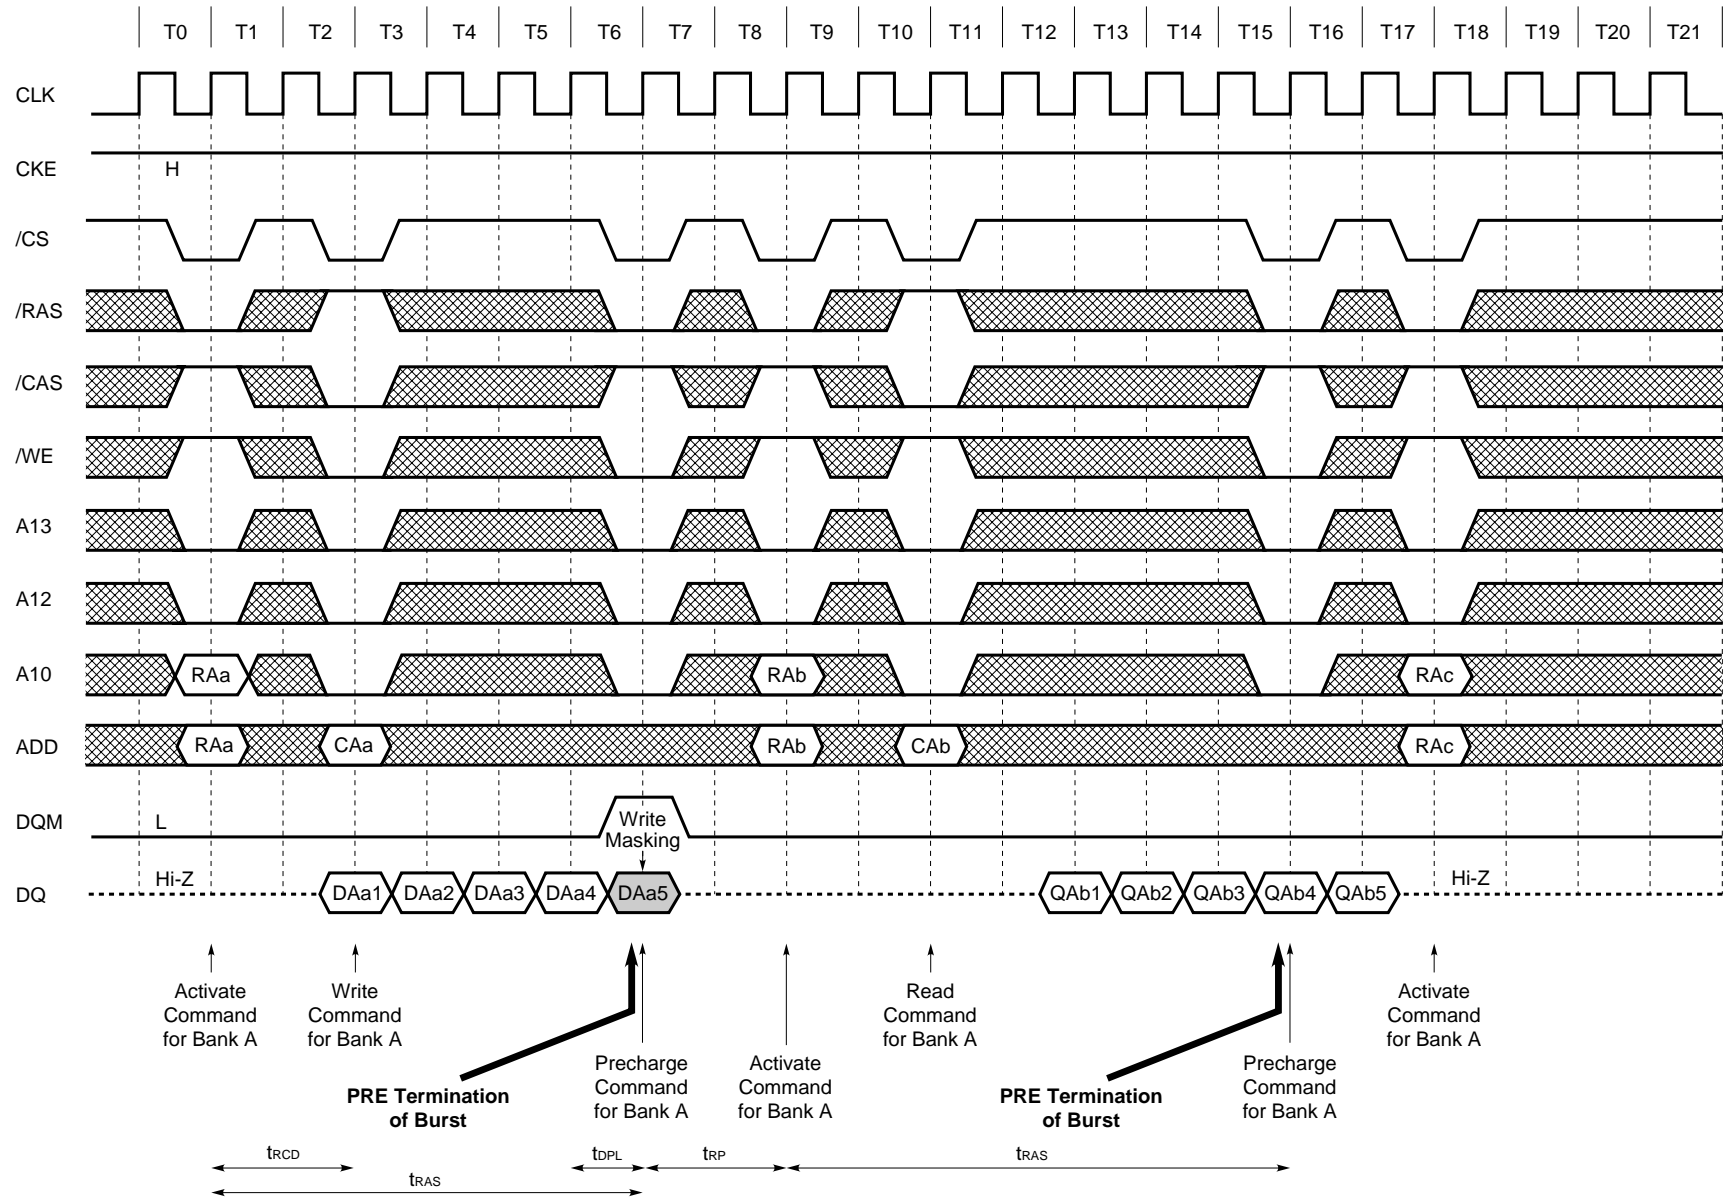 T0 T1 T2 T3 T4 T5 T6 T7 T8 T9 T10 T11 T12 T13 T14 T15 T16 T17 T18 T19 T20 T21
CLK
CKE
H
/CS
/RAS
/CAS
/WE
A13
A12
A10 RAa RAb RAc
ADD RAa CAa RAb CAb RAc
DQM L
Write
Masking
DQ Hi-Z DAa1 DAa2 DAa3 DAa4 DAa5 QAb1 QAb2 QAb3 QAb4 QAb5 Hi-Z
Activate
Command
for Bank A
Write
Command
for Bank A
PRE Termination
of Burst
Precharge
Command
for Bank A
Activate
Command
for Bank A
Read
Command
for Bank A
PRE Termination
of Burst
Precharge
Command
for Bank A
Activate
Command
for Bank A
tRCD tDPL tRP tRAS
tRAS